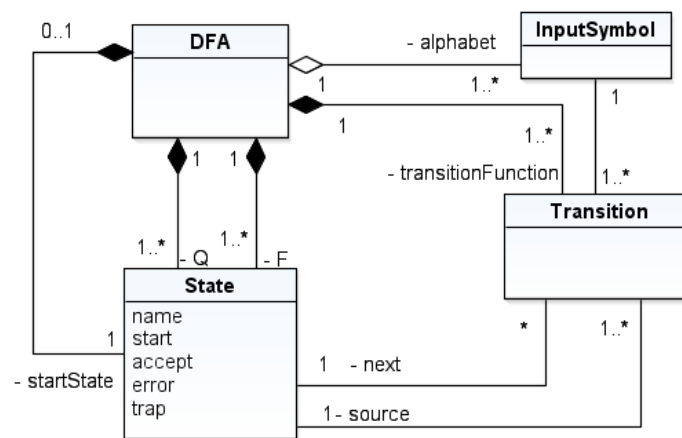 0..1
DFA
- alphabet
InputSymbol
1
1..*
1
1
1..*
1
1
- transitionFunction
1..*
1..*
1..*
- Q
- F
Transition
State
name
start
accept
error
trap
1
- startState
*
1..*
1
- next
1
- source